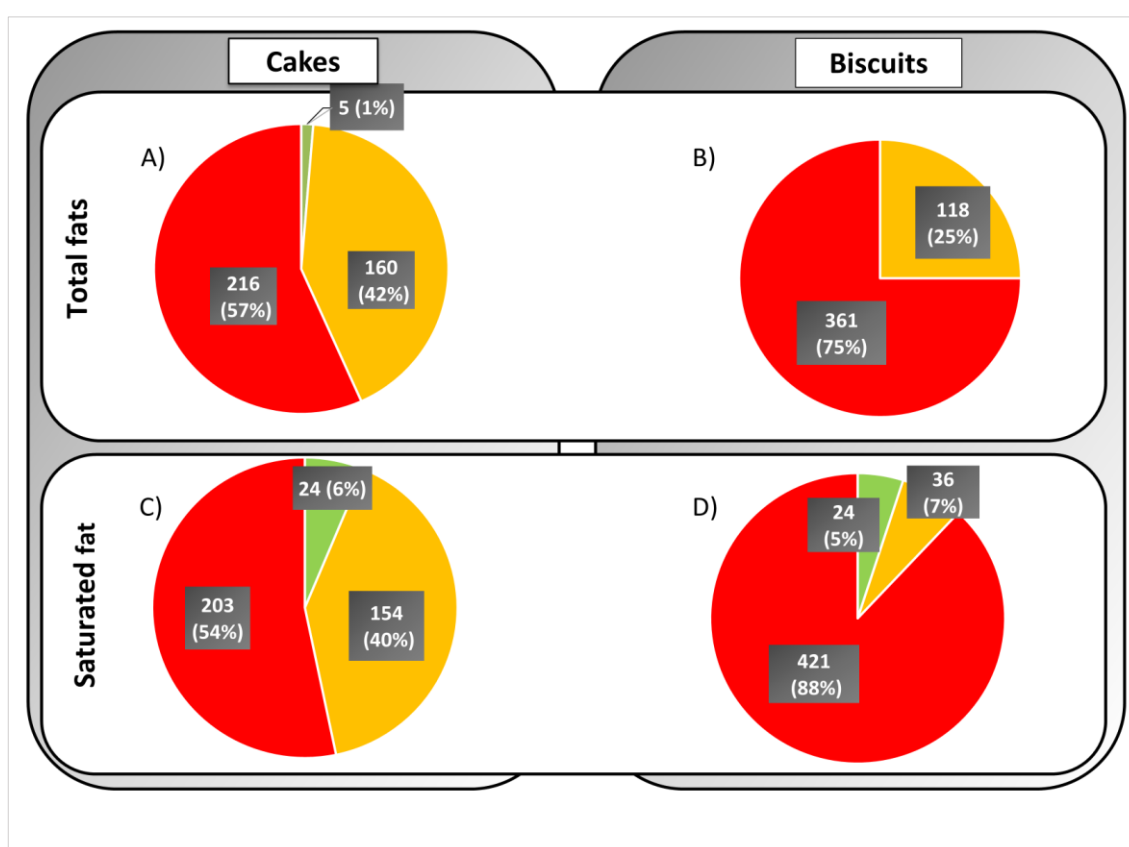 Cakes
Biscuits
Total fats
A)
5 (1%)
160
(42%)
216
(57%)
B)
118
(25%)
361
(75%)
Saturated fat
C)
24 (6%)
154
(40%)
203
(54%)
D)
24
(5%)
36
(7%)
421
(88%)